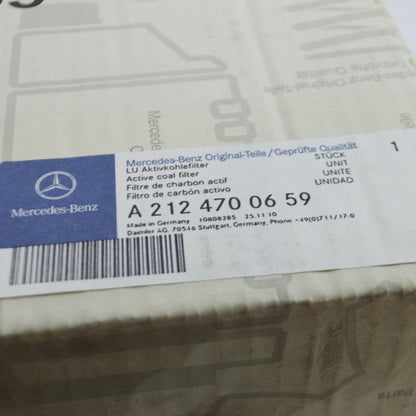 Mercedes-Benz Original-Teile/Geprüfte Qualität
LU Aktivkohlefilter STÜCK 1
Active coal filter UNIT
Filtre de charbon actif UNITE
Filtro de carbón activo UNIDAD
A 212 470 06 59
Made in Germany 10808285 25.11.10
Daimler AG, 70546 Stuttgart, Germany, Phone +49(0)711/17-0
Mercedes-Benz